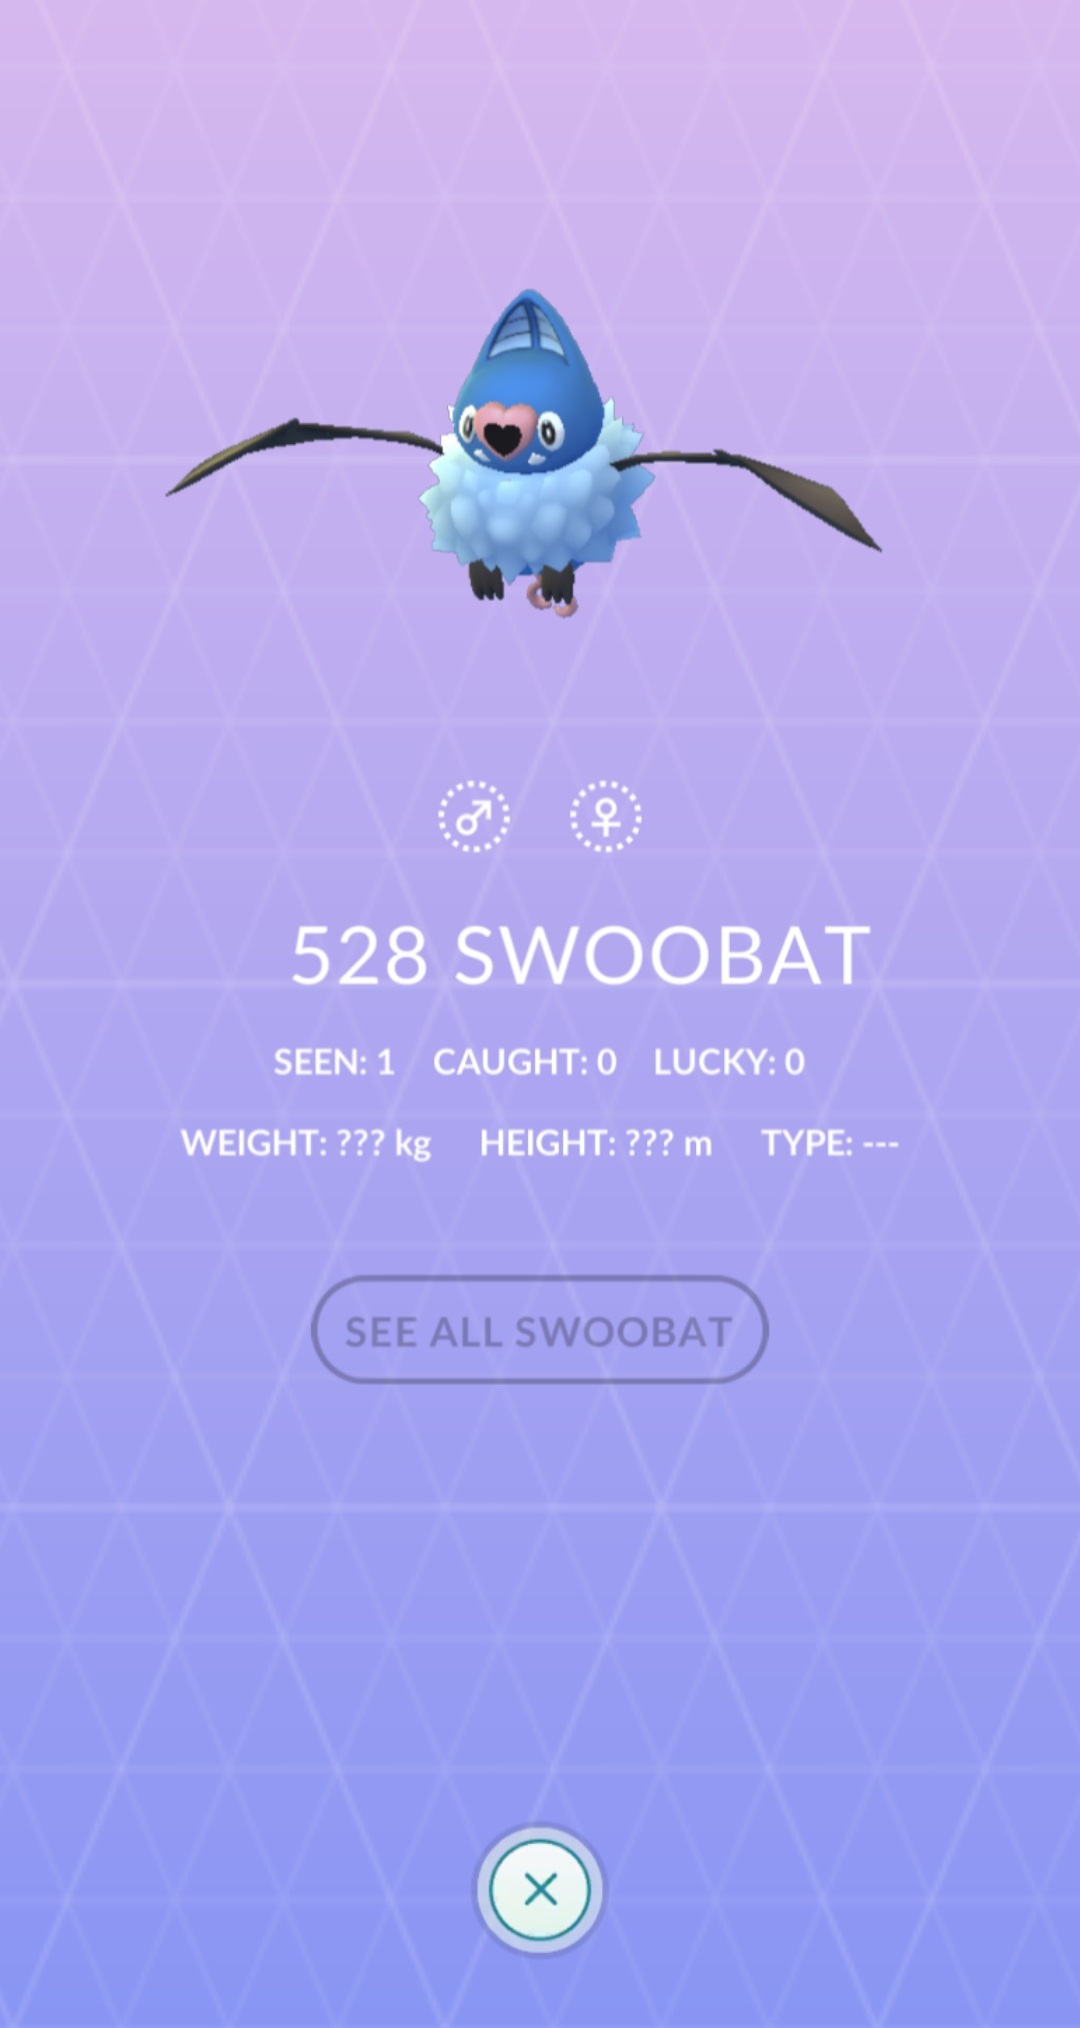 528 SWOOBAT
SEEN: 1 CAUGHT: 0 LUCKY: 0
WEIGHT: ??? kg HEIGHT: ??? m TYPE: ---
SEE ALL SWOOBAT